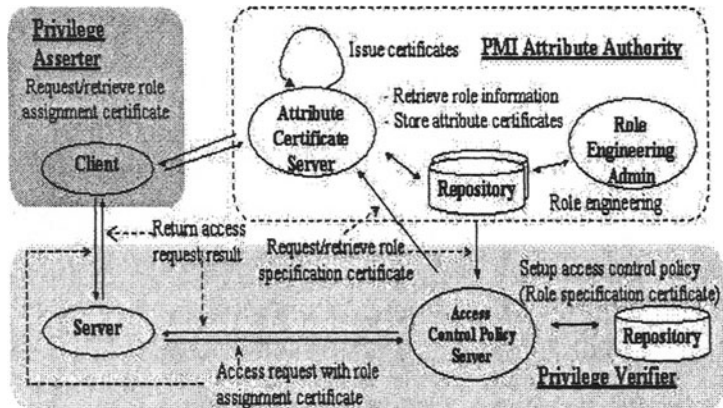 Privilege
Asserter
Request/retrieve role
assignment certificate
Client
Issue certificates
PMI Attribute Authority
Attribute
Certificate
Server
- Retrieve role information
- Store attribute certificates
Repository
Role
Engineering
Admin
Role engineering
Return access
request result
Request/retrieve role
specification certificate
Setup access control policy
(Role specification certificate)
Server
Access
Control Policy
Server
Repository
Access request with role
assignment certificate
Privilege Verifier